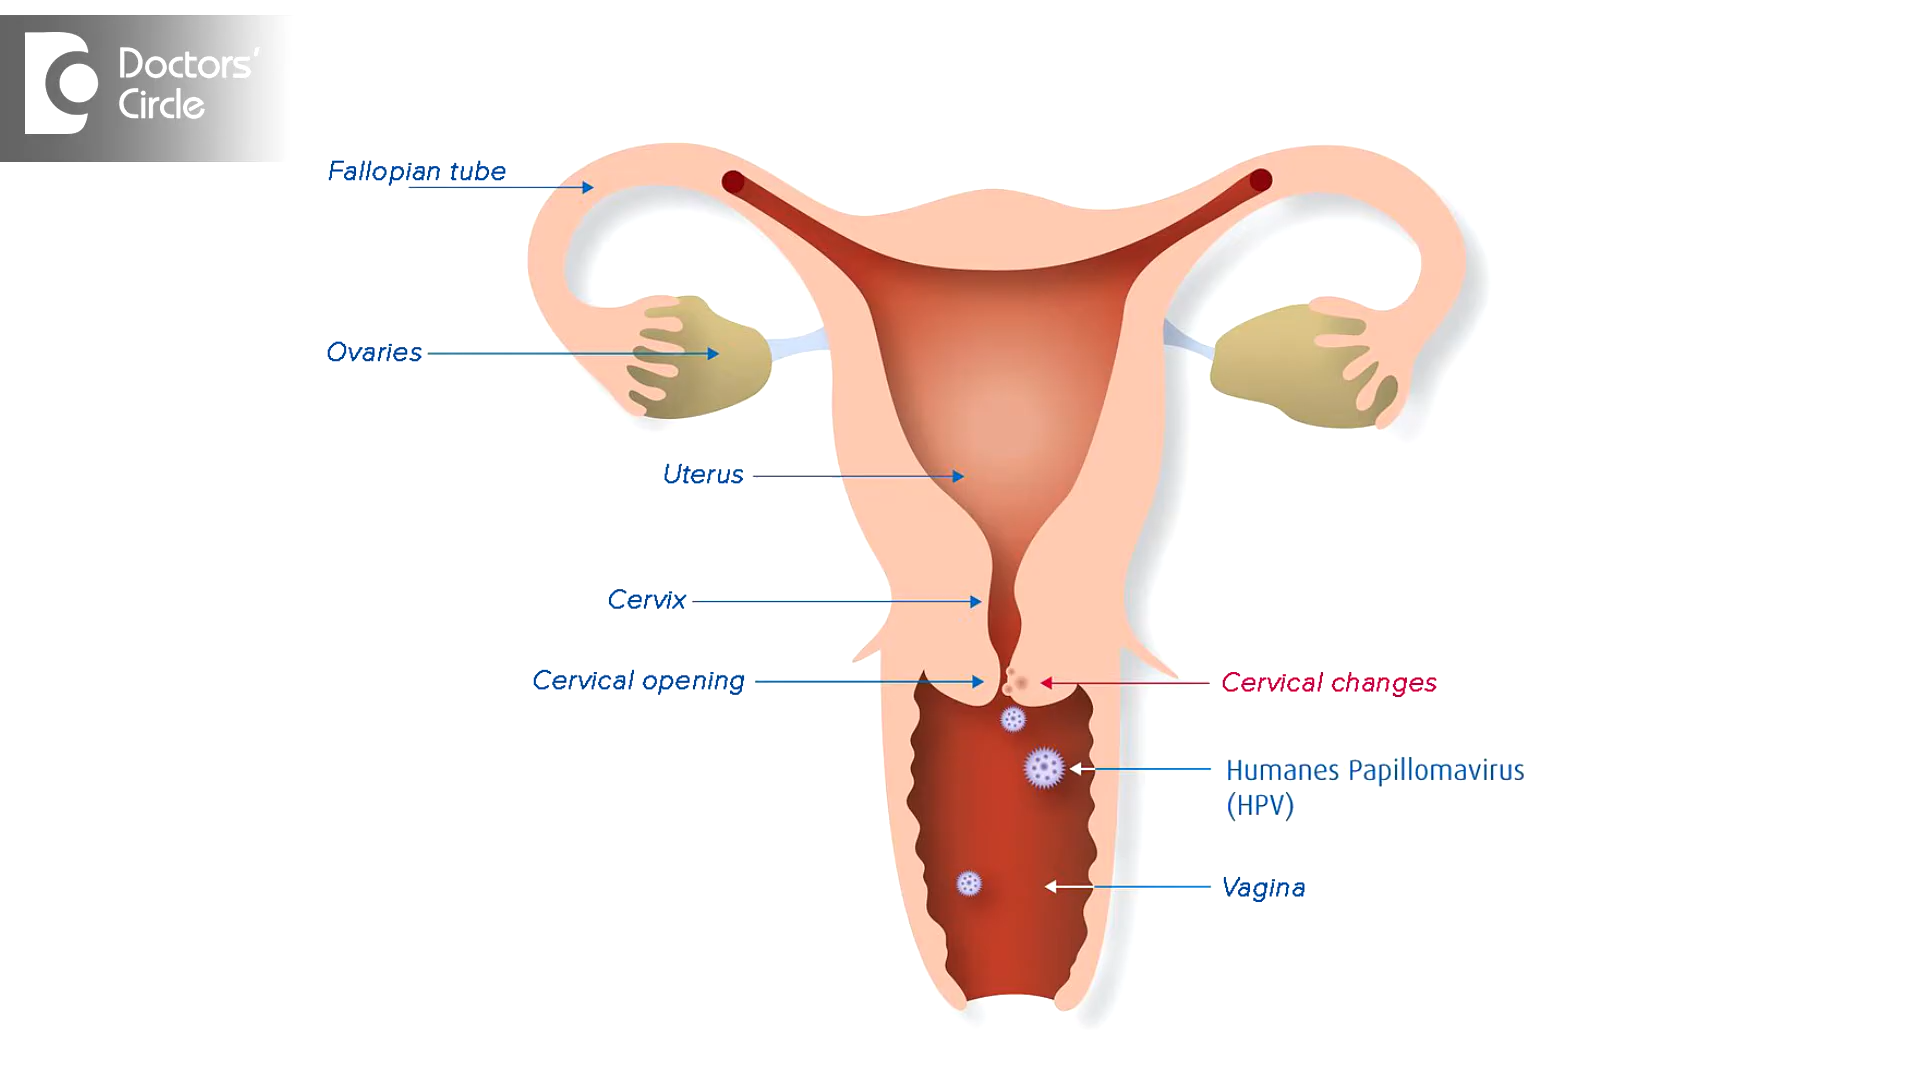 Doctors'
Circle
Fallopian tube
Ovaries
Uterus
Cervix
Cervical opening
Cervical changes
Humanes Papillomavirus
(HPV)
Vagina